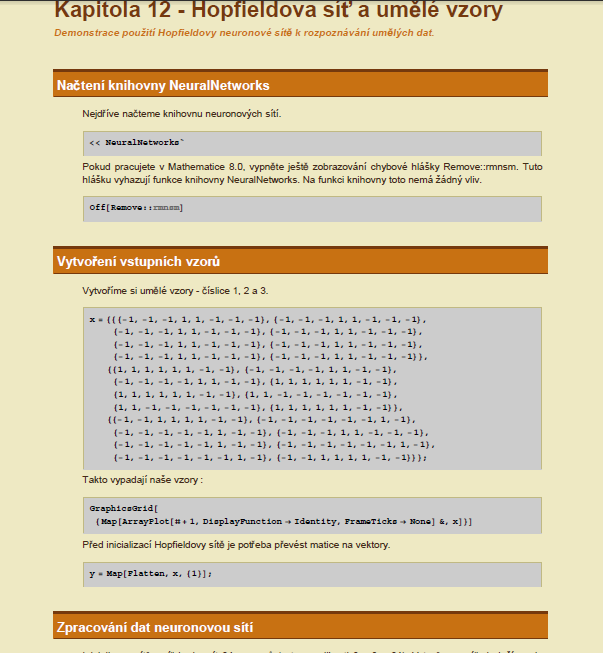 Kapitola 12 - Hopfieldova síť a umělé vzory
Demonstrace použití Hopfieldovy neuronové sítě k rozpoznávání umělých dat.
Načtení knihovny NeuralNetworks
Nejdříve načteme knihovnu neuronových sítí.
<< NeuralNetworks`
Pokud pracujete v Mathematice 8.0, vypněte ještě zobrazování chybové hlášky Remove::rmnsm. Tuto
hlášku vyhazují funkce knihovny NeuralNetworks. Na funkci knihovny toto nemá žádný vliv.
Off[Remove::rmnsm]
Vytvoření vstupních vzorů
Vytvoříme si umělé vzory - číslice 1, 2 a 3.
x = {{{-1, -1, -1, 1, 1, -1, -1, -1}, {-1, -1, -1, 1, 1, -1, -1, -1},
{-1, -1, -1, 1, 1, -1, -1, -1}, {-1, -1, -1, 1, 1, -1, -1, -1},
{-1, -1, -1, 1, 1, -1, -1, -1}, {-1, -1, -1, 1, 1, -1, -1, -1},
{-1, -1, -1, 1, 1, -1, -1, -1}, {-1, -1, -1, 1, 1, -1, -1, -1}},
{{1, 1, 1, 1, 1, 1, -1, -1}, {-1, -1, -1, -1, 1, 1, -1, -1},
{-1, -1, -1, -1, 1, 1, -1, -1}, {1, 1, 1, 1, 1, 1, -1, -1},
{1, 1, 1, 1, 1, 1, -1, -1}, {1, 1, -1, -1, -1, -1, -1, -1},
{1, 1, -1, -1, -1, -1, -1, -1}, {1, 1, 1, 1, 1, 1, -1, -1}},
{{-1, -1, 1, 1, 1, 1, -1, -1}, {-1, -1, -1, -1, -1, 1, 1, -1},
{-1, -1, -1, -1, -1, 1, 1, -1}, {-1, -1, -1, 1, 1, -1, -1, -1},
{-1, -1, -1, -1, -1, 1, -1}, {-1, -1, -1, -1, -1, -1, 1, -1},
{-1, -1, -1, -1, -1, 1, 1, -1}, {-1, -1, 1, 1, 1, 1, -1, -1}}};
Takto vypadají naše vzory :
GraphicsGrid[
{Map[ArrayPlot[# + 1, DisplayFunction → Identity, FrameTicks → None] &, x]}]
Před inicializací Hopfieldovy sítě je potřeba převést matice na vektory.
y = Map[Flatten, x, {1}];
Zpracování dat neuronovou sítí